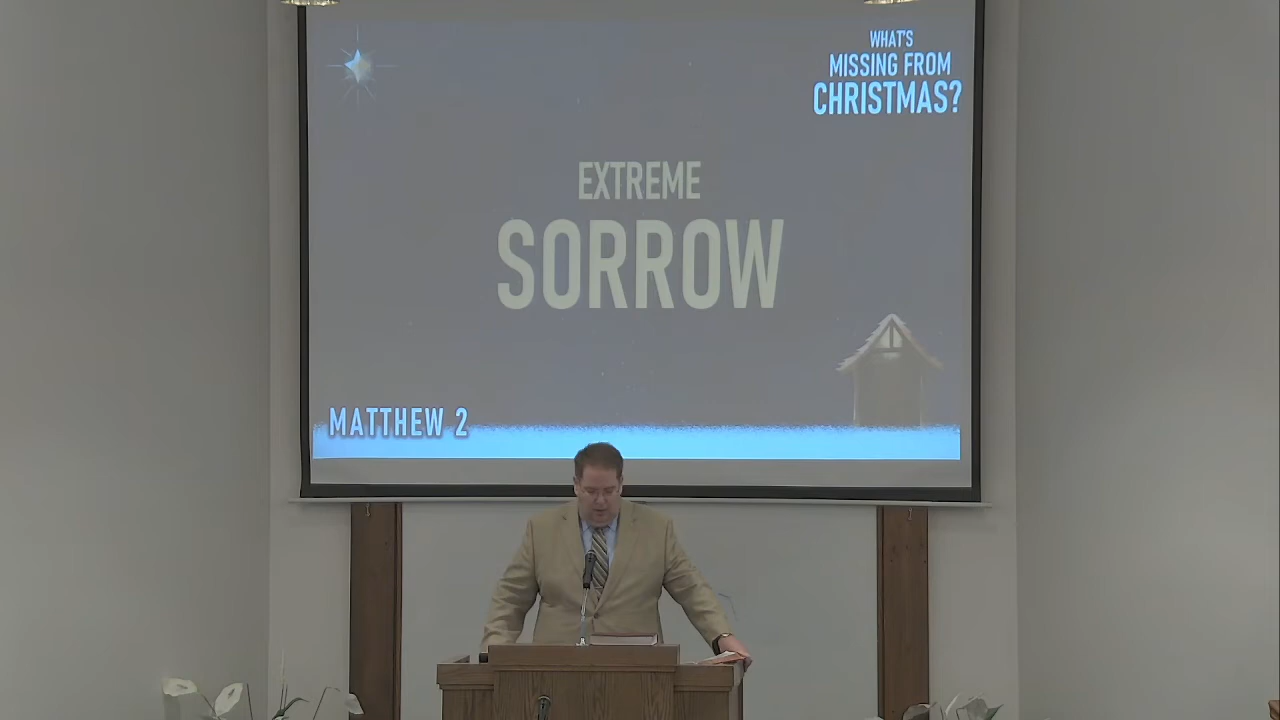 WHAT'S
MISSING FROM
CHRISTMAS?
EXTREME
SORROW
MATTHEW 2